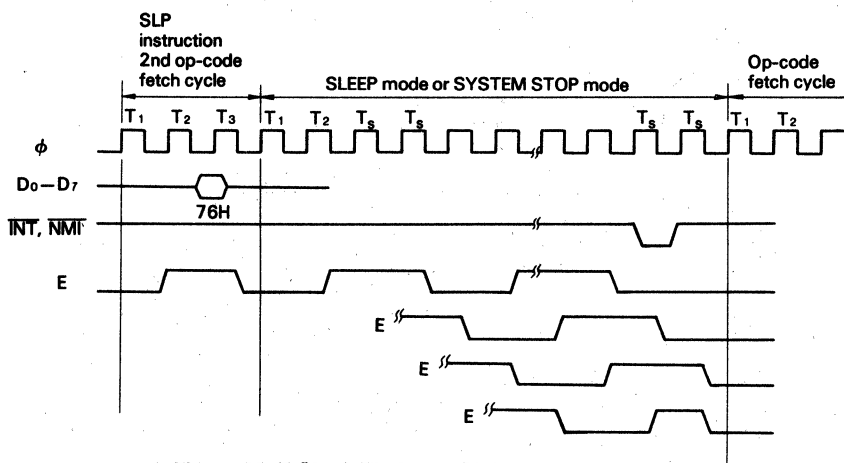 SLP
instruction
2nd op-code
fetch cycle
SLEEP mode or SYSTEM STOP mode
Op-code
fetch cycle
T1 T2 T3 T1 T2 Ts Ts Ts Ts T1 T2
φ
D0—D7
76H
INT, NMI
E
E
E
E